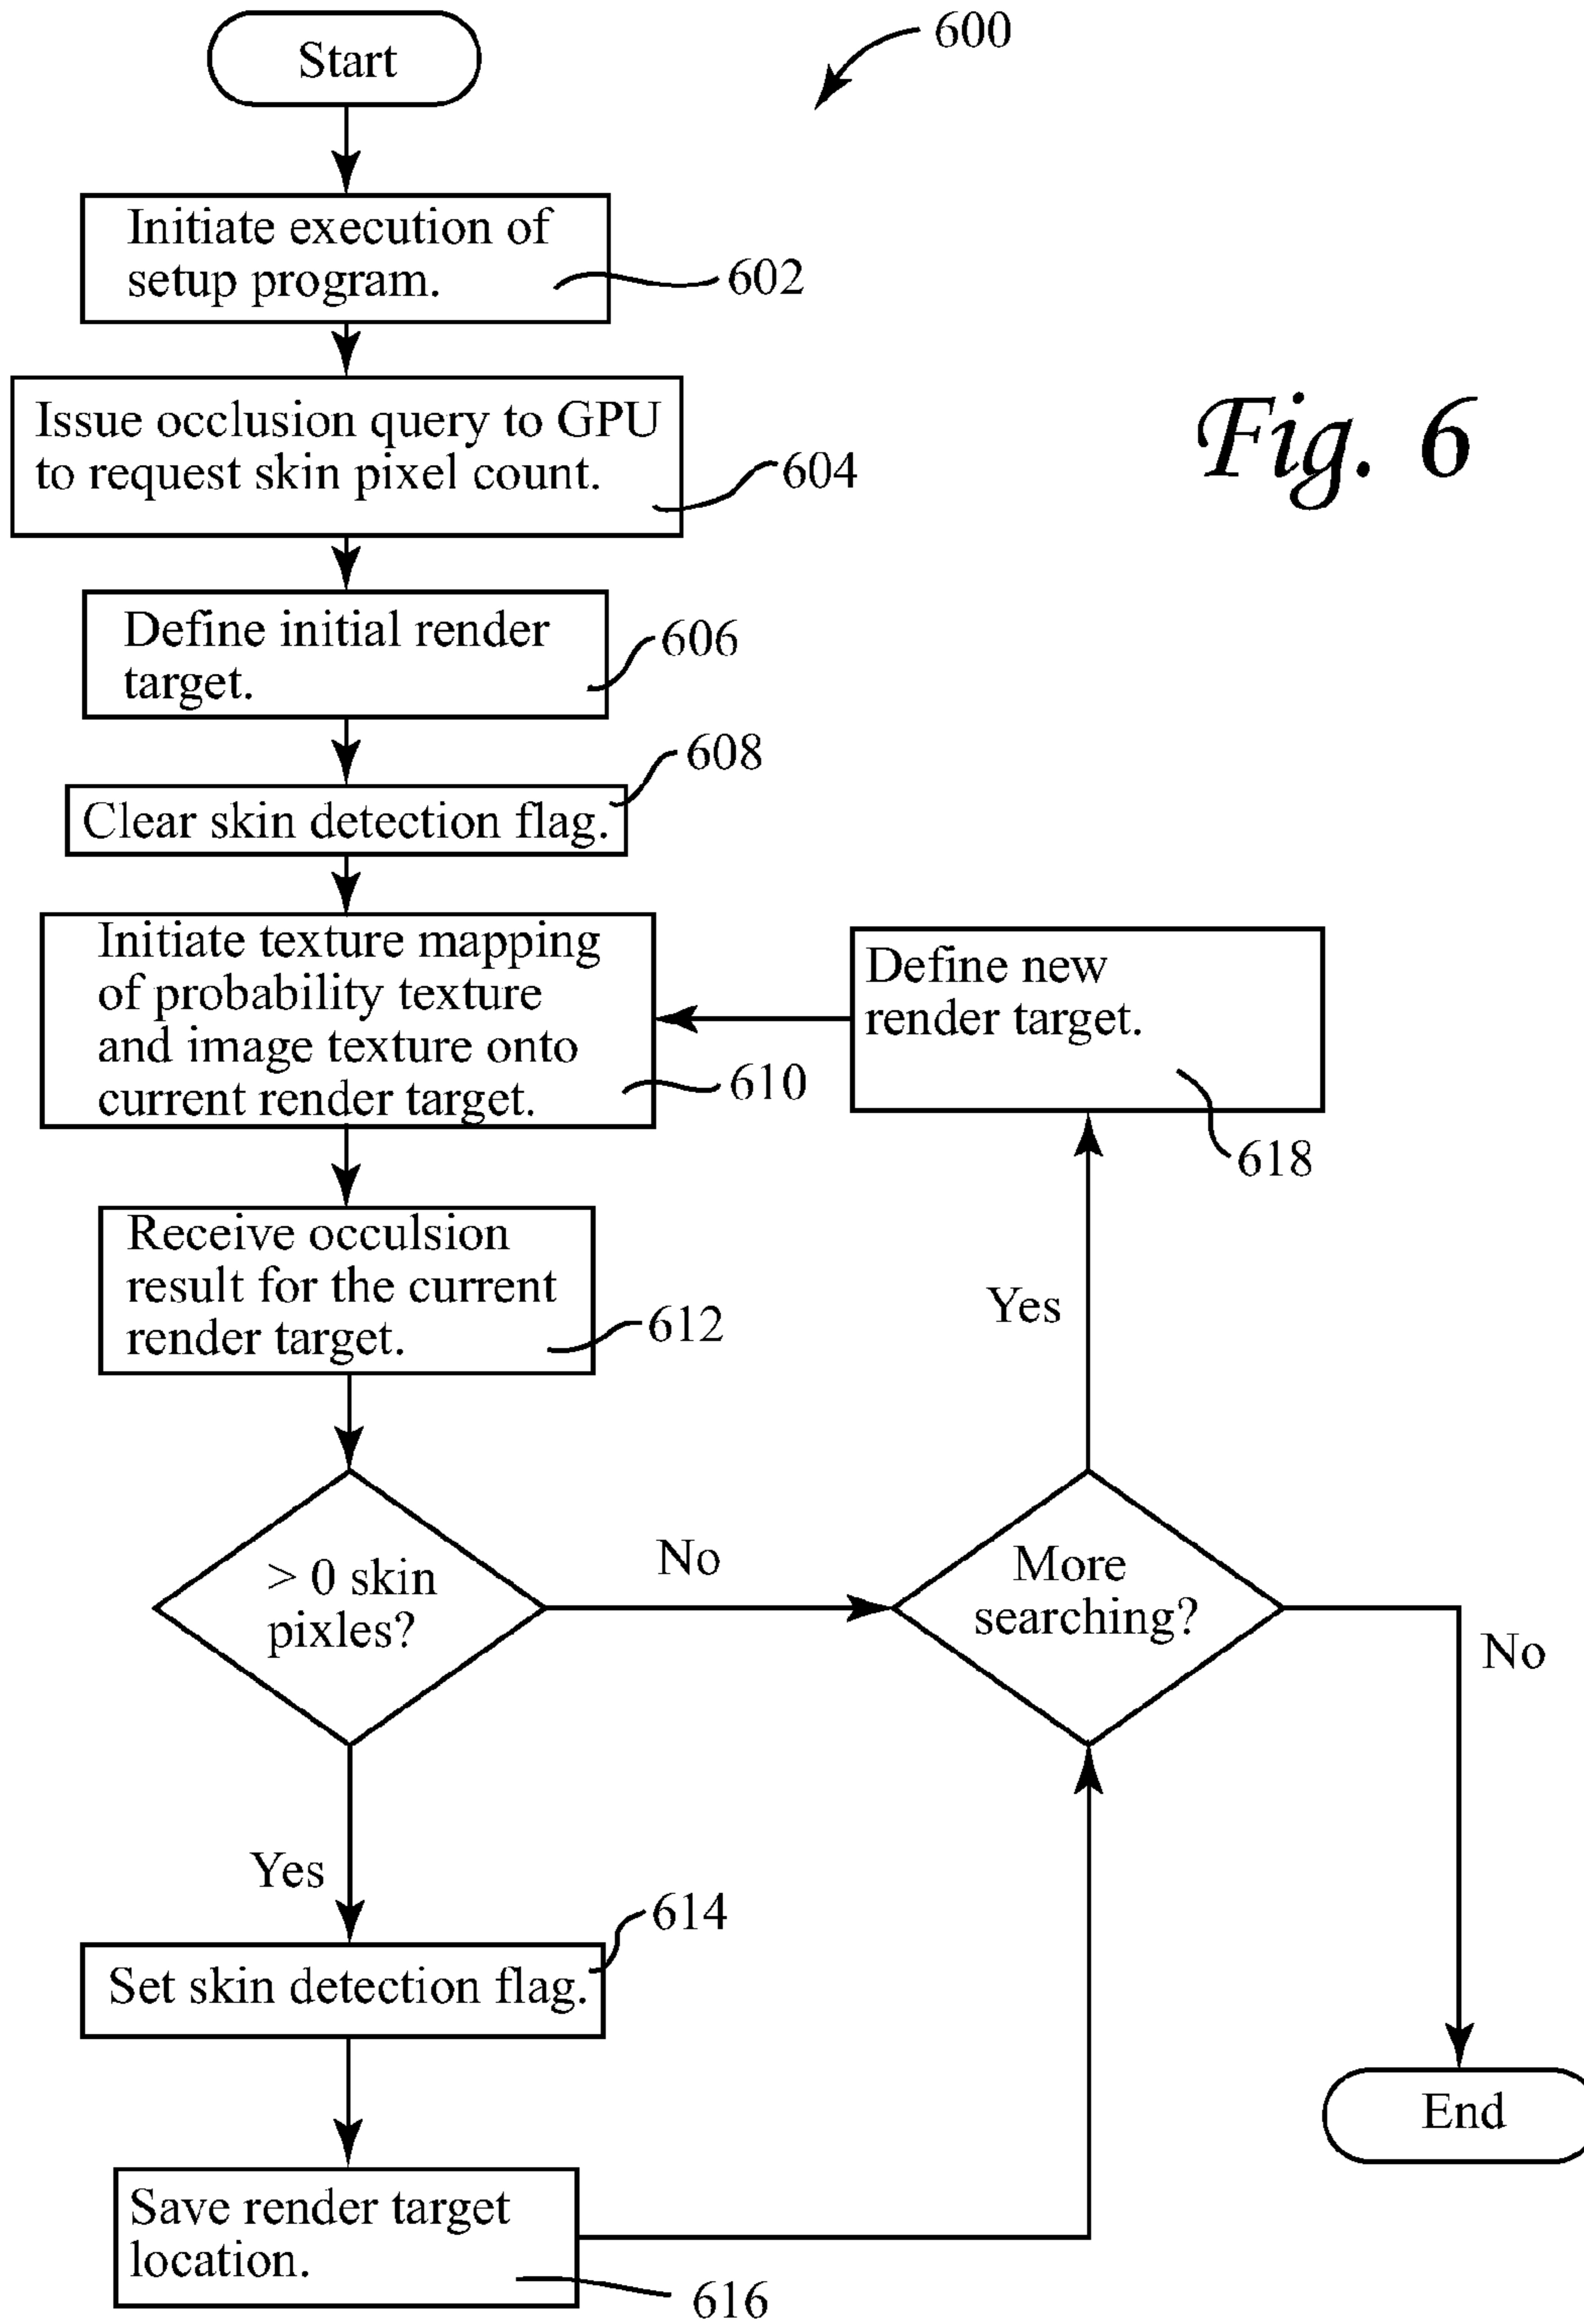 Start
600
Initiate execution of
setup program.
602
Issue occlusion query to GPU
to request skin pixel count.
604
Fig. 6
Define initial render
target.
606
608
Clear skin detection flag.
Initiate texture mapping
of probability texture
and image texture onto
current render target.
610
Define new
render target.
618
Receive occulsion
result for the current
render target.
612
Yes
> 0 skin
pixles?
No
More
searching?
No
Yes
614
Set skin detection flag.
End
Save render target
location.
616